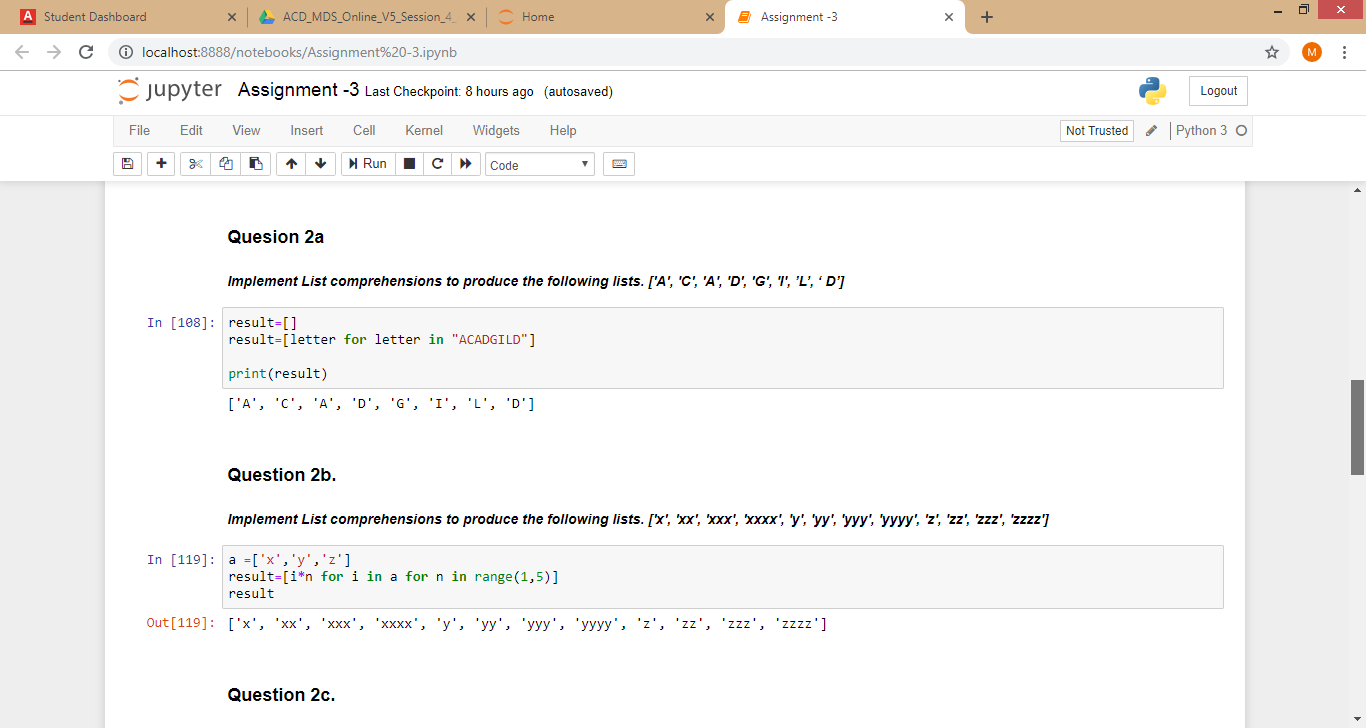 A Student Dashboard ACD_MDS_Online_V5_Session_4_ Home Assignment -3
localhost:8888/notebooks/Assignment%20-3.ipynb M
jupyter Assignment -3 Last Checkpoint: 8 hours ago (autosaved) Logout
File Edit View Insert Cell Kernel Widgets Help Not Trusted Python 3
Run Code
Quesion 2a
Implement List comprehensions to produce the following lists. ['A', 'C', 'A', 'D', 'G', 'I', 'L', ‘ D’]
In [108]: result=[]
result=[letter for letter in "ACADGILD"]
print(result)
['A', 'C', 'A', 'D', 'G', 'I', 'L', 'D']
Question 2b.
Implement List comprehensions to produce the following lists. ['x', 'xx', 'xxx', 'xxxx', 'y', 'yy', 'yyy', 'yyyy', 'z', 'zz', 'zzz', 'zzzz']
In [119]: a =['x','y','z']
result=[i*n for i in a for n in range(1,5)]
result
Out[119]: ['x', 'xx', 'xxx', 'xxxx', 'y', 'yy', 'yyy', 'yyyy', 'z', 'zz', 'zzz', 'zzzz']
Question 2c.